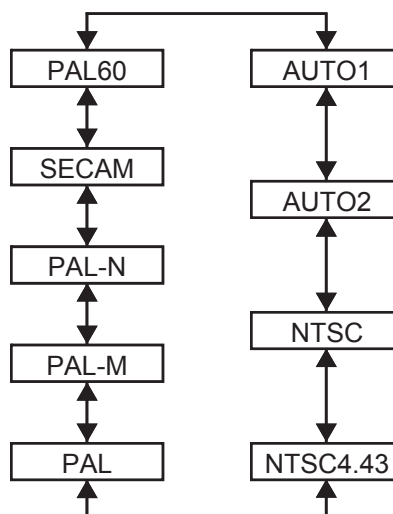 PAL60
SECAM
PAL-N
PAL-M
PAL
AUTO1
AUTO2
NTSC
NTSC4.43